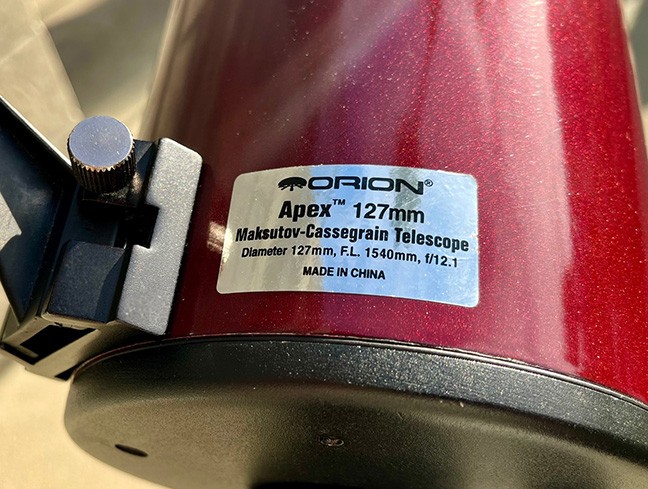 ORION®
Apex™ 127mm
Maksutov-Cassegrain Telescope
Diameter 127mm, F.L. 1540mm, f/12.1
MADE IN CHINA